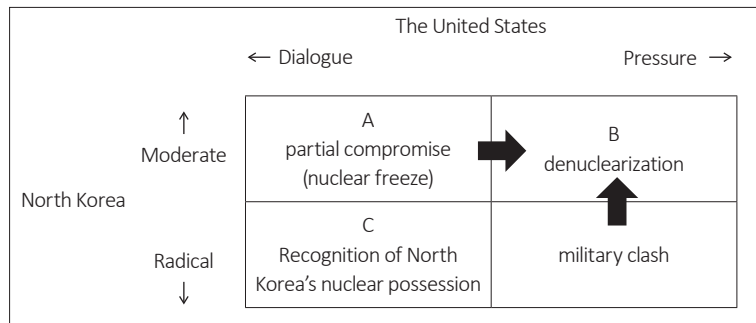 The United States
← Dialogue Pressure →
↑
Moderate
A
partial compromise
(nuclear freeze)
B
denuclearization
North Korea
Radical
↓
C
Recognition of North
Korea's nuclear possession
military clash